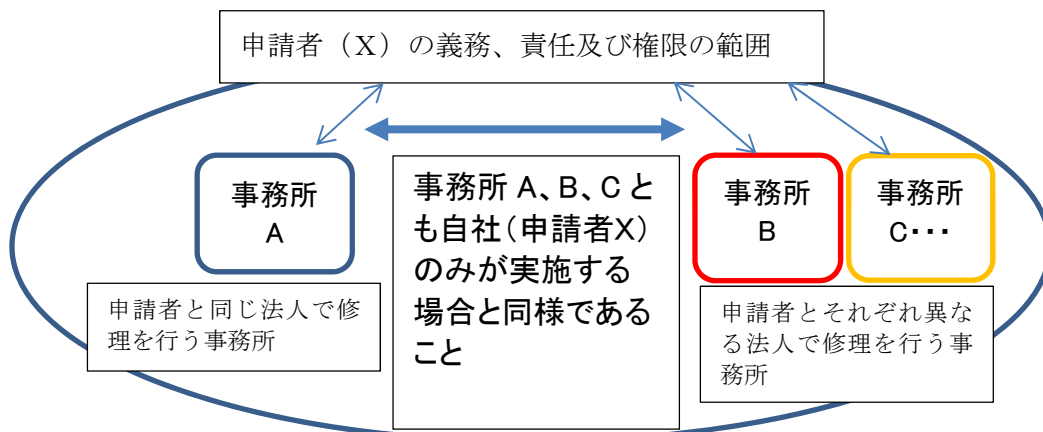 申請者（Ｘ）の義務、責任及び権限の範囲
事務所
A
申請者と同じ法人で修
理を行う事務所
事務所 A、B、C と
も自社（申請者X）
のみが実施する
場合と同様である
こと
事務所
B
事務所
C・・・
申請者とそれぞれ異な
る法人で修理を行う事
務所